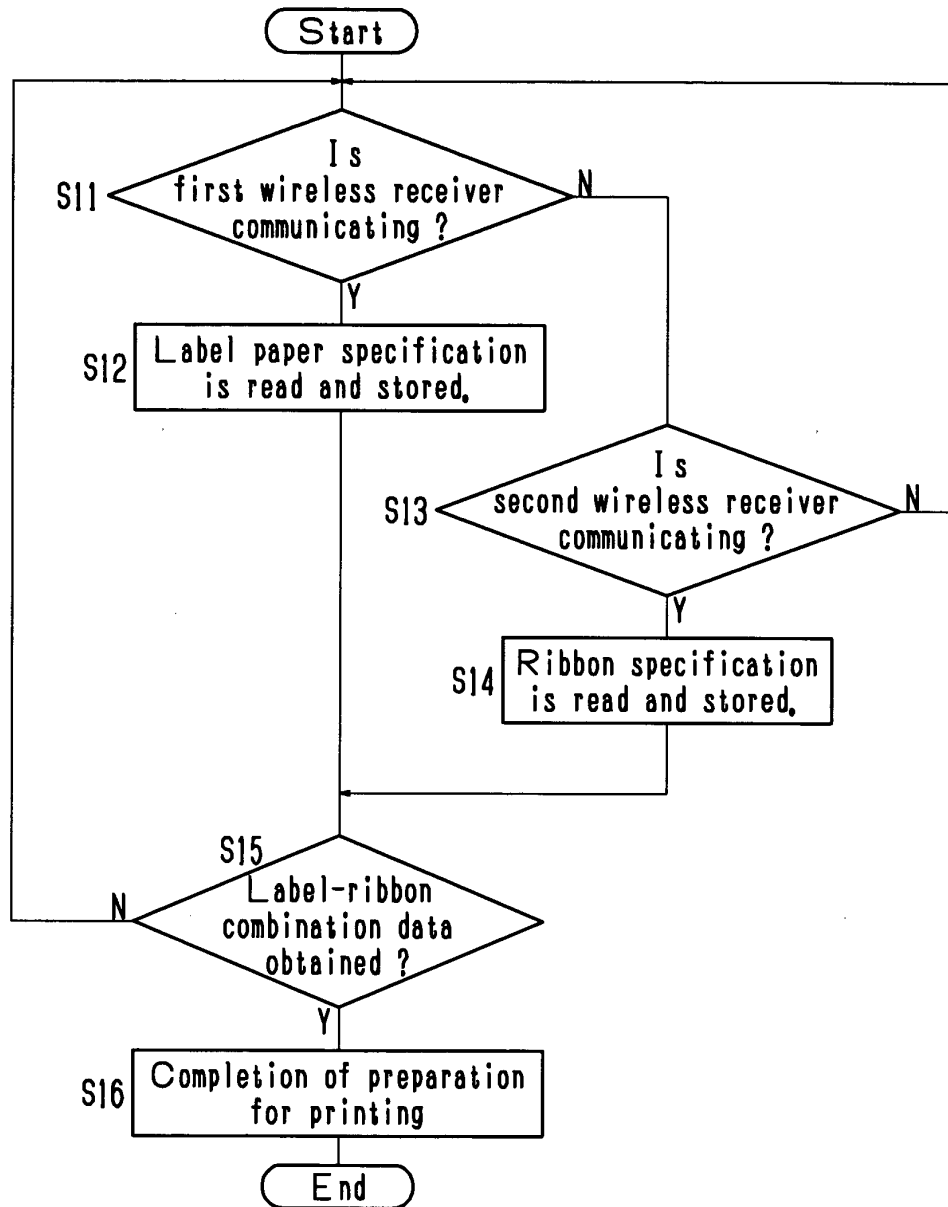 Start
Is
first wireless receiver
communicating ?
S11
N
Y
S12
Label paper specification
is read and stored.
Is
second wireless receiver
communicating ?
S13
N
Y
S14
Ribbon specification
is read and stored.
S15
Label-ribbon
combination data
obtained ?
N
Y
S16
Completion of preparation
for printing
End